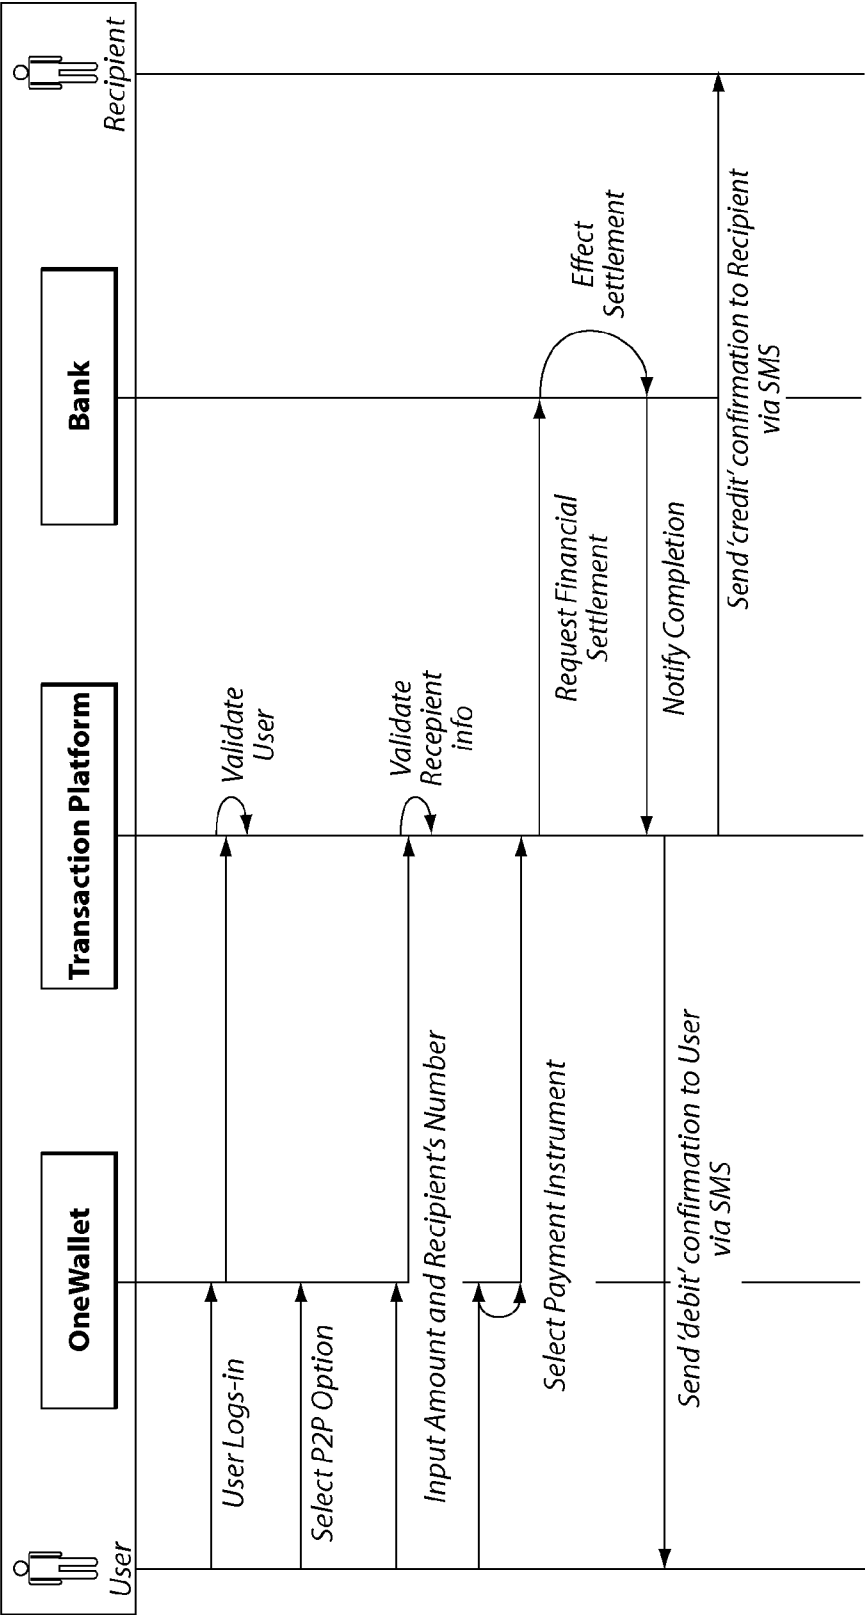 User
OneWallet
Transaction Platform
Bank
Recipient
User Logs-in
Validate
User
Select P2P Option
Input Amount and Recipient's Number
Validate
Recepient
info
Select Payment Instrument
Request Financial
Settlement
Effect
Settlement
Notify Completion
Send 'debit' confirmation to User
via SMS
Send 'credit' confirmation to Recipient
via SMS